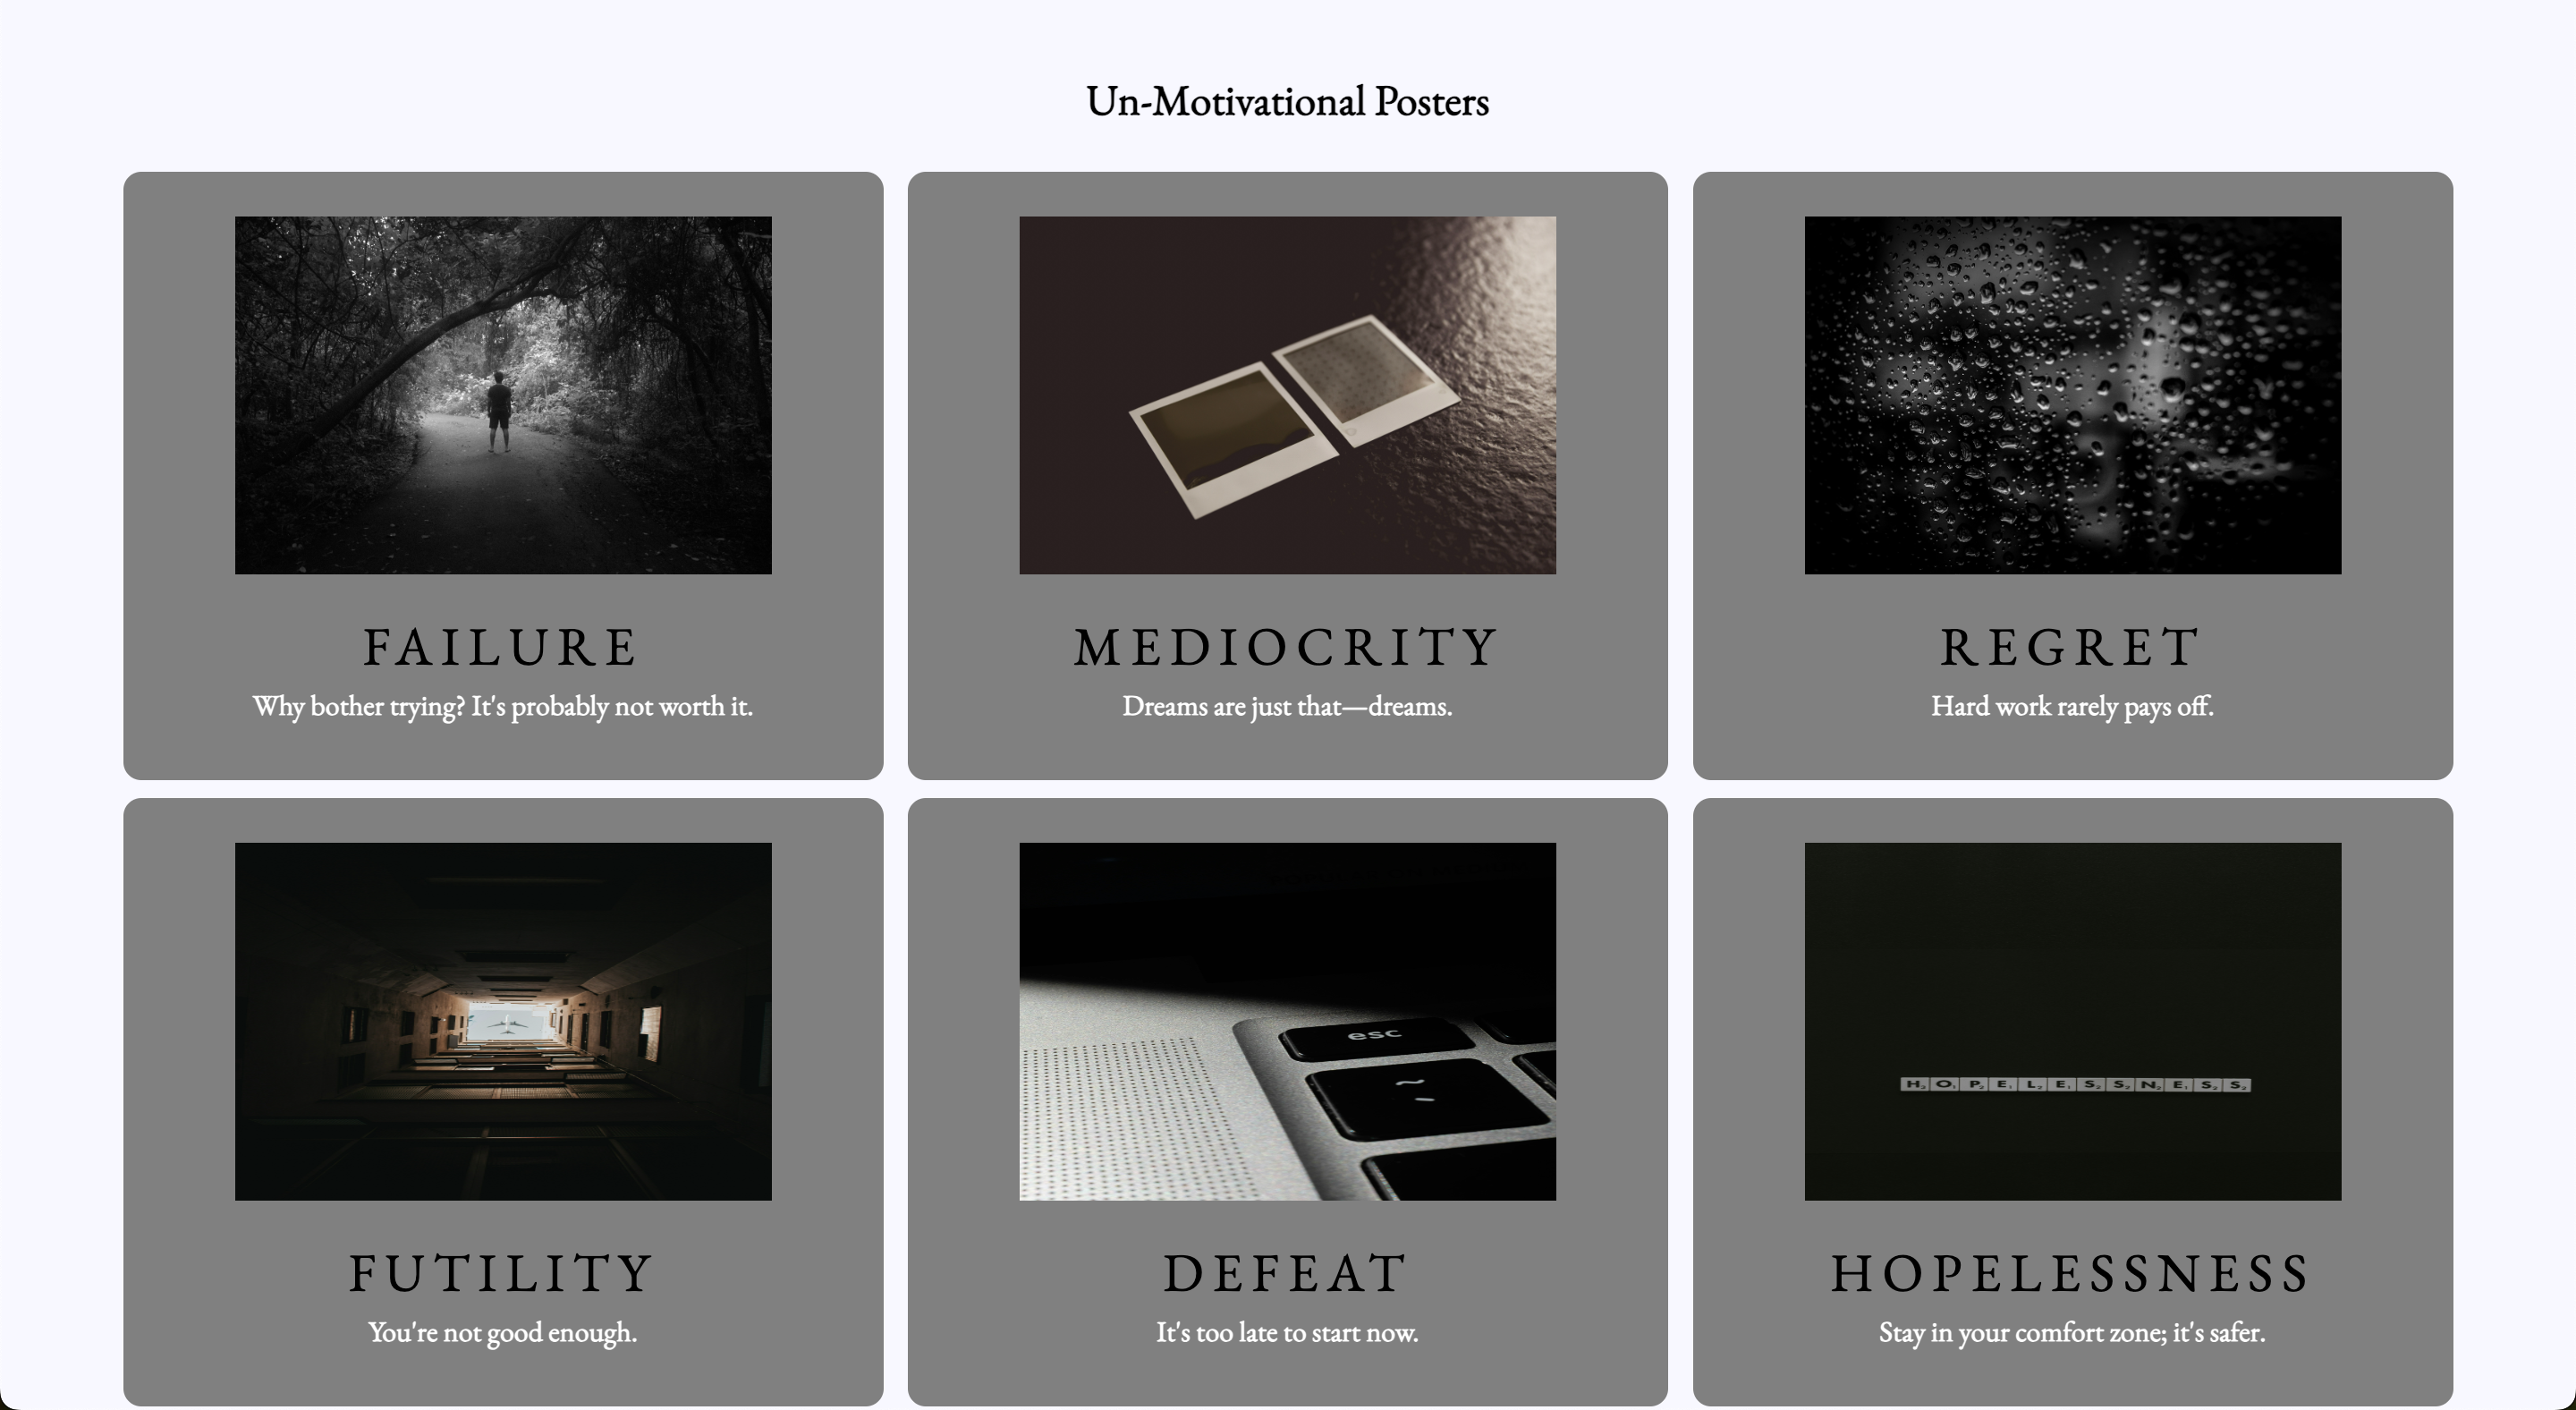 Un-Motivational Posters
FAILURE
Why bother trying? It's probably not worth it.
MEDIOCRITY
Dreams are just that—dreams.
REGRET
Hard work rarely pays off.
FUTILITY
You're not good enough.
esc
~
DEFEAT
It's too late to start now.
HOPELESSNESS
HOPELESSNESS
Stay in your comfort zone; it's safer.